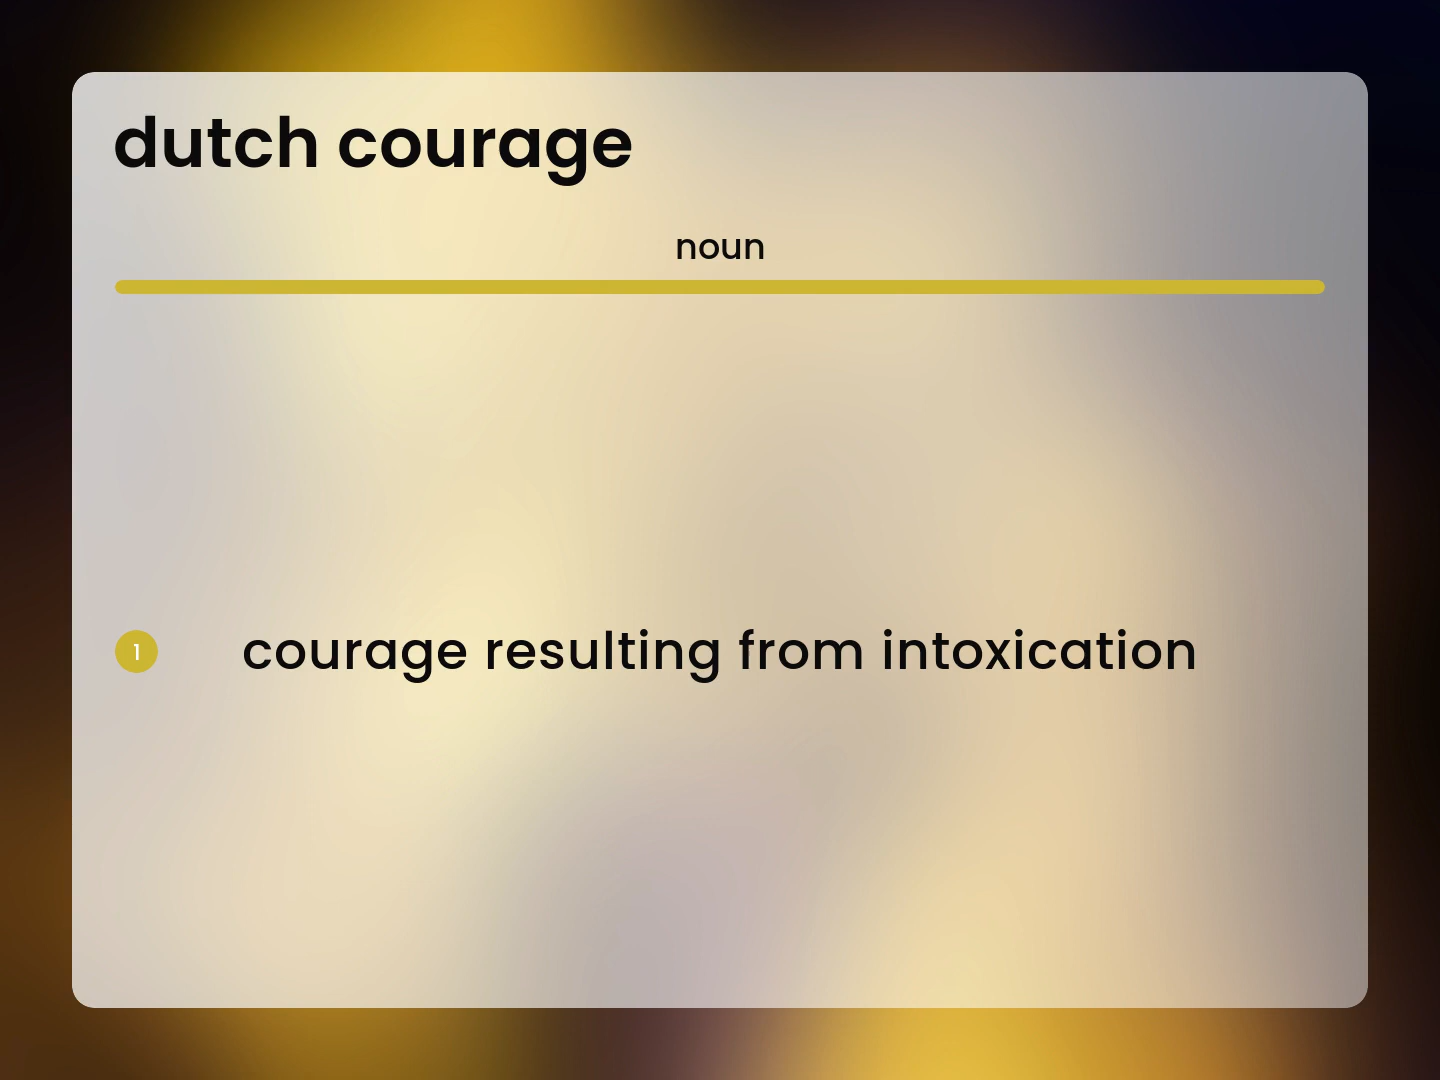 dutch courage
noun
1 courage resulting from intoxication